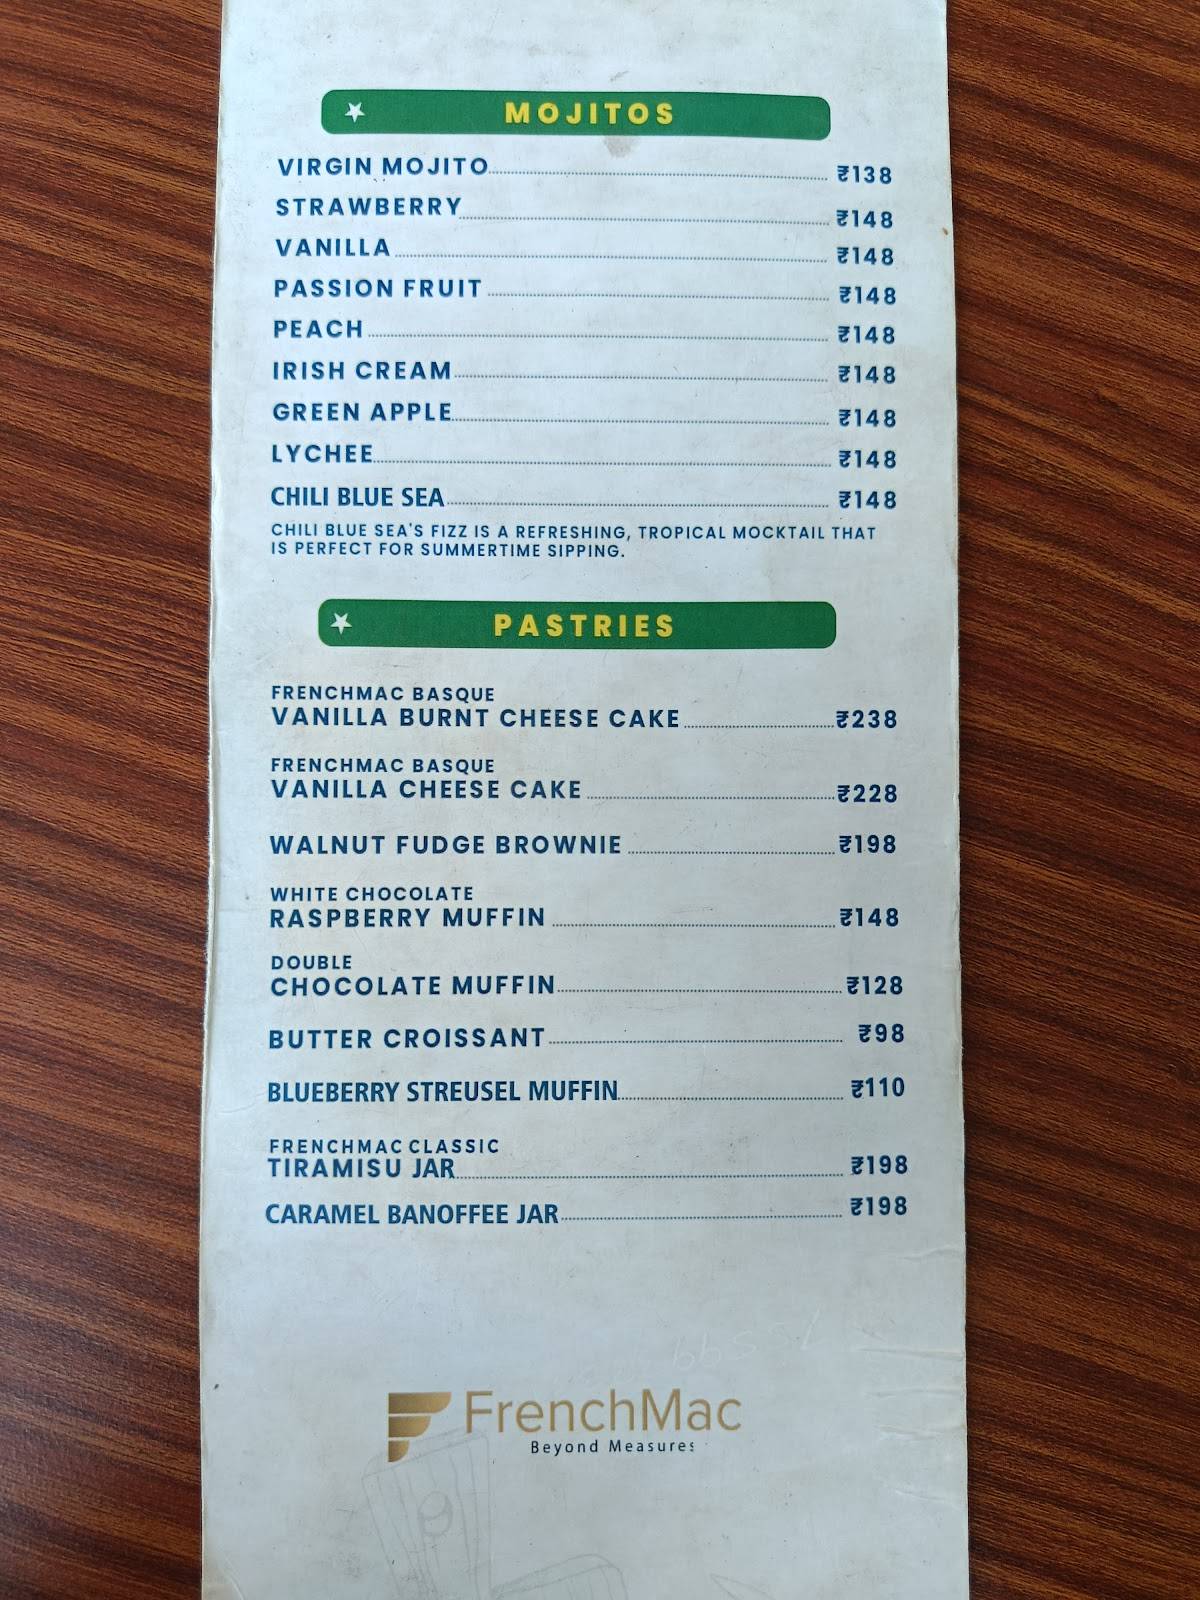 MOJITOS
VIRGIN MOJITO ₹138
STRAWBERRY ₹148
VANILLA ₹148
PASSION FRUIT ₹148
PEACH ₹148
IRISH CREAM ₹148
GREEN APPLE ₹148
LYCHEE ₹148
CHILI BLUE SEA ₹148
CHILI BLUE SEA'S FIZZ IS A REFRESHING, TROPICAL MOCKTAIL THAT
IS PERFECT FOR SUMMERTIME SIPPING.
PASTRIES
FRENCHMAC BASQUE
VANILLA BURNT CHEESE CAKE ₹238
FRENCHMAC BASQUE
VANILLA CHEESE CAKE ₹228
WALNUT FUDGE BROWNIE ₹198
WHITE CHOCOLATE
RASPBERRY MUFFIN ₹148
DOUBLE
CHOCOLATE MUFFIN ₹128
BUTTER CROISSANT ₹98
BLUEBERRY STREUSEL MUFFIN ₹110
FRENCHMAC CLASSIC
TIRAMISU JAR ₹198
CARAMEL BANOFFEE JAR ₹198
FrenchMac
Beyond Measures